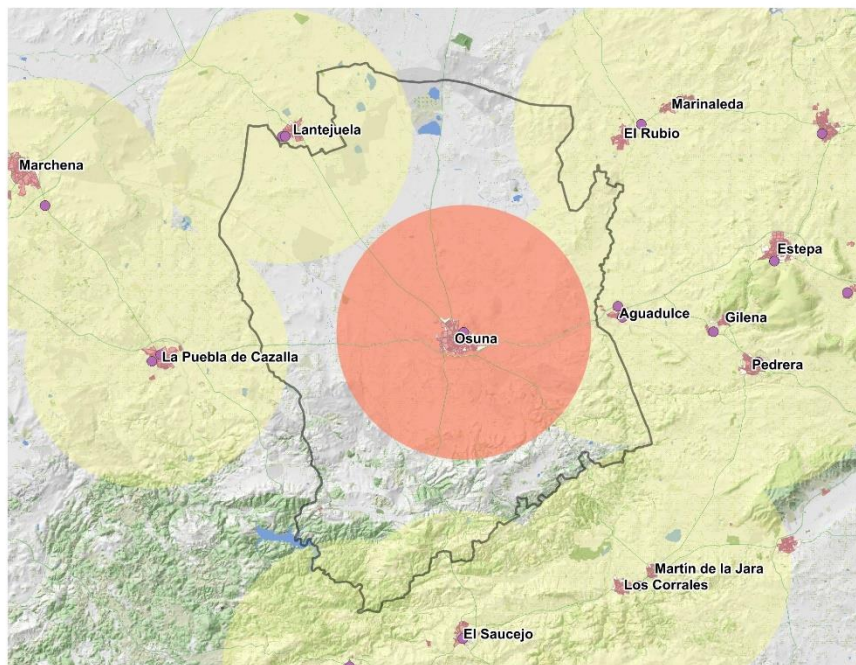 Marinaleda
Lantejuela
El Rubio
Marchena
Estepa
Aguadulce
Gilena
Osuna
La Puebla de Cazalla
Pedrera
Martín de la Jara
Los Corrales
El Saucejo